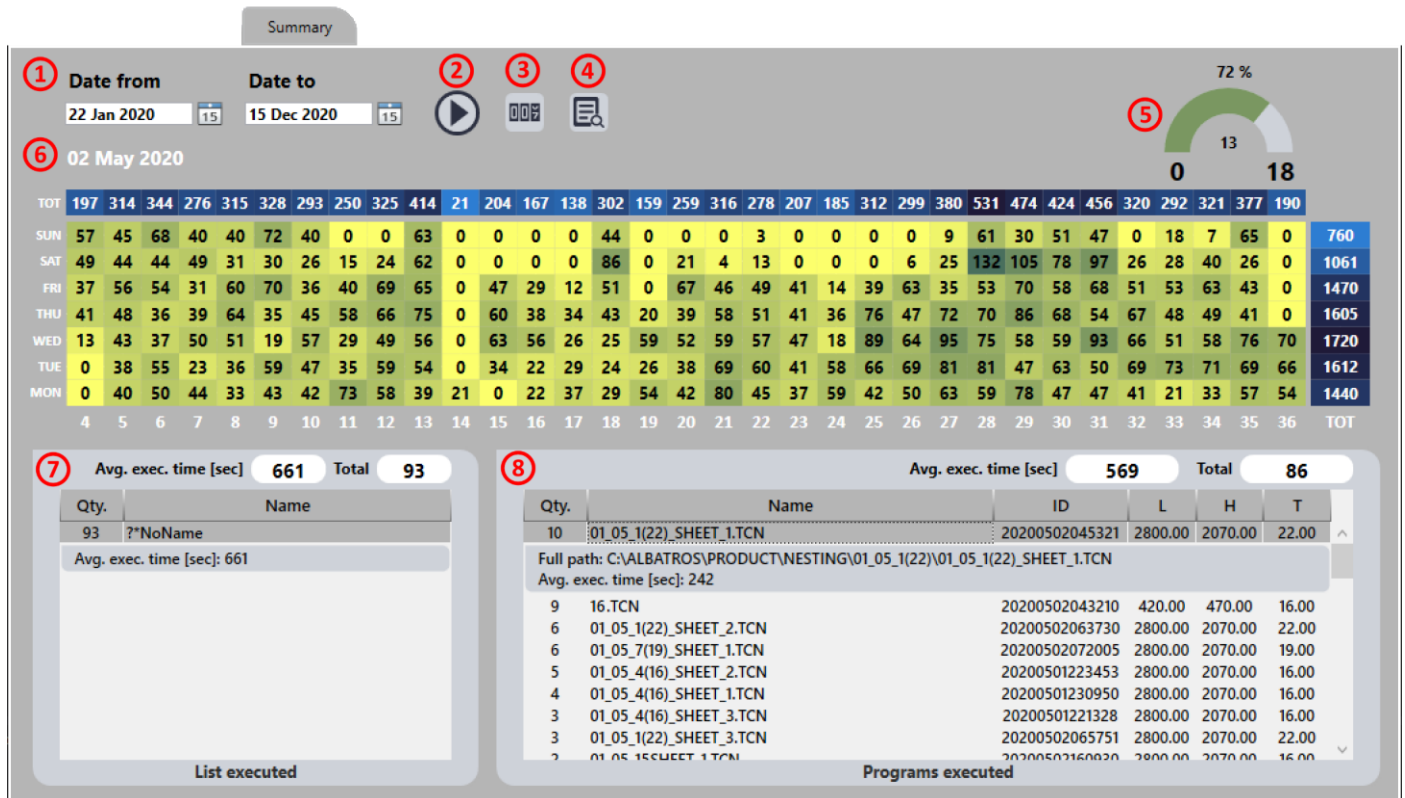 Summary
1 Date from Date to 2 3 4 72 %
22 Jan 2020 15 15 Dec 2020 15 5 13
0 18
6 02 May 2020
TOT 197 314 344 276 315 328 293 250 325 414 21 204 167 138 302 159 259 316 278 207 185 312 299 380 531 474 424 456 320 292 321 377 190
SUN 57 45 68 40 40 72 40 0 0 63 0 0 0 0 44 0 0 0 3 0 0 0 0 9 61 30 51 47 0 18 7 65 0 760
SAT 49 44 44 49 31 30 26 15 24 62 0 0 0 0 86 0 21 4 13 0 0 0 6 25 132 105 78 97 26 28 40 26 0 1061
FRI 37 56 54 31 60 70 36 40 69 65 0 47 29 12 51 0 67 46 49 41 14 39 63 35 53 70 58 68 51 53 63 43 0 1470
THU 41 48 36 39 64 35 45 58 66 75 0 60 38 34 43 20 39 58 51 41 36 76 47 72 70 86 68 54 67 48 49 41 0 1605
WED 13 43 37 50 51 19 57 29 49 56 0 63 56 26 25 59 52 59 57 47 18 89 64 95 75 58 59 93 66 51 58 76 70 1720
TUE 0 38 55 23 36 59 47 35 59 54 0 34 22 29 24 26 38 69 60 41 58 66 69 81 81 47 63 50 69 73 71 69 66 1612
MON 0 40 50 44 33 43 42 73 58 39 21 0 22 37 29 54 42 80 45 37 59 42 50 63 59 78 47 47 41 21 33 57 54 1440
4 5 6 7 8 9 10 11 12 13 14 15 16 17 18 19 20 21 22 23 24 25 26 27 28 29 30 31 32 33 34 35 36 TOT
7 Avg. exec. time [sec] 661 Total 93
Qty. Name
93 ?*NoName
Avg. exec. time [sec]: 661
List executed
8 Avg. exec. time [sec] 569 Total 86
Qty. Name ID L H T
10 01_05_1(22)_SHEET_1.TCN 20200502045321 2800.00 2070.00 22.00
Full path: C:\ALBATROS\PRODUCT\NESTING\01_05_1(22)\01_05_1(22)_SHEET_1.TCN
Avg. exec. time [sec]: 242
9 16.TCN 20200502043210 420.00 470.00 16.00
6 01_05_1(22)_SHEET_2.TCN 20200502063730 2800.00 2070.00 22.00
6 01_05_7(19)_SHEET_1.TCN 20200502072005 2800.00 2070.00 19.00
5 01_05_4(16)_SHEET_2.TCN 20200501223453 2800.00 2070.00 16.00
4 01_05_4(16)_SHEET_1.TCN 20200501230950 2800.00 2070.00 16.00
3 01_05_4(16)_SHEET_3.TCN 20200501221328 2800.00 2070.00 16.00
3 01_05_1(22)_SHEET_3.TCN 20200502065751 2800.00 2070.00 22.00
2 01_05_15SHEET_1.TCN 20200502160930 2800.00 2070.00 16.00
Programs executed